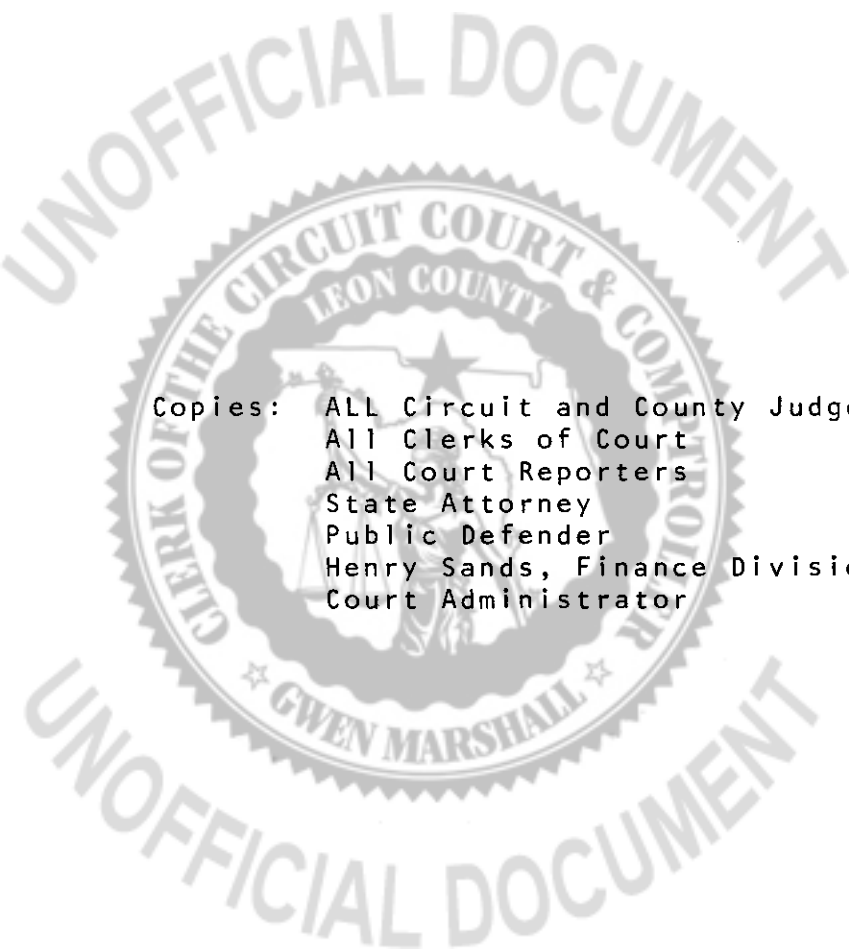 UNOFFICIAL DOCUMENT
CLERK OF THE CIRCUIT COURT & COMPTROLLER
LEON COUNTY
Copies: ALL Circuit and County Judge
All Clerks of Court
All Court Reporters
State Attorney
Public Defender
Henry Sands, Finance Divisi
Court Administrator
GWEN MARSHALL
UNOFFICIAL DOCUMENT